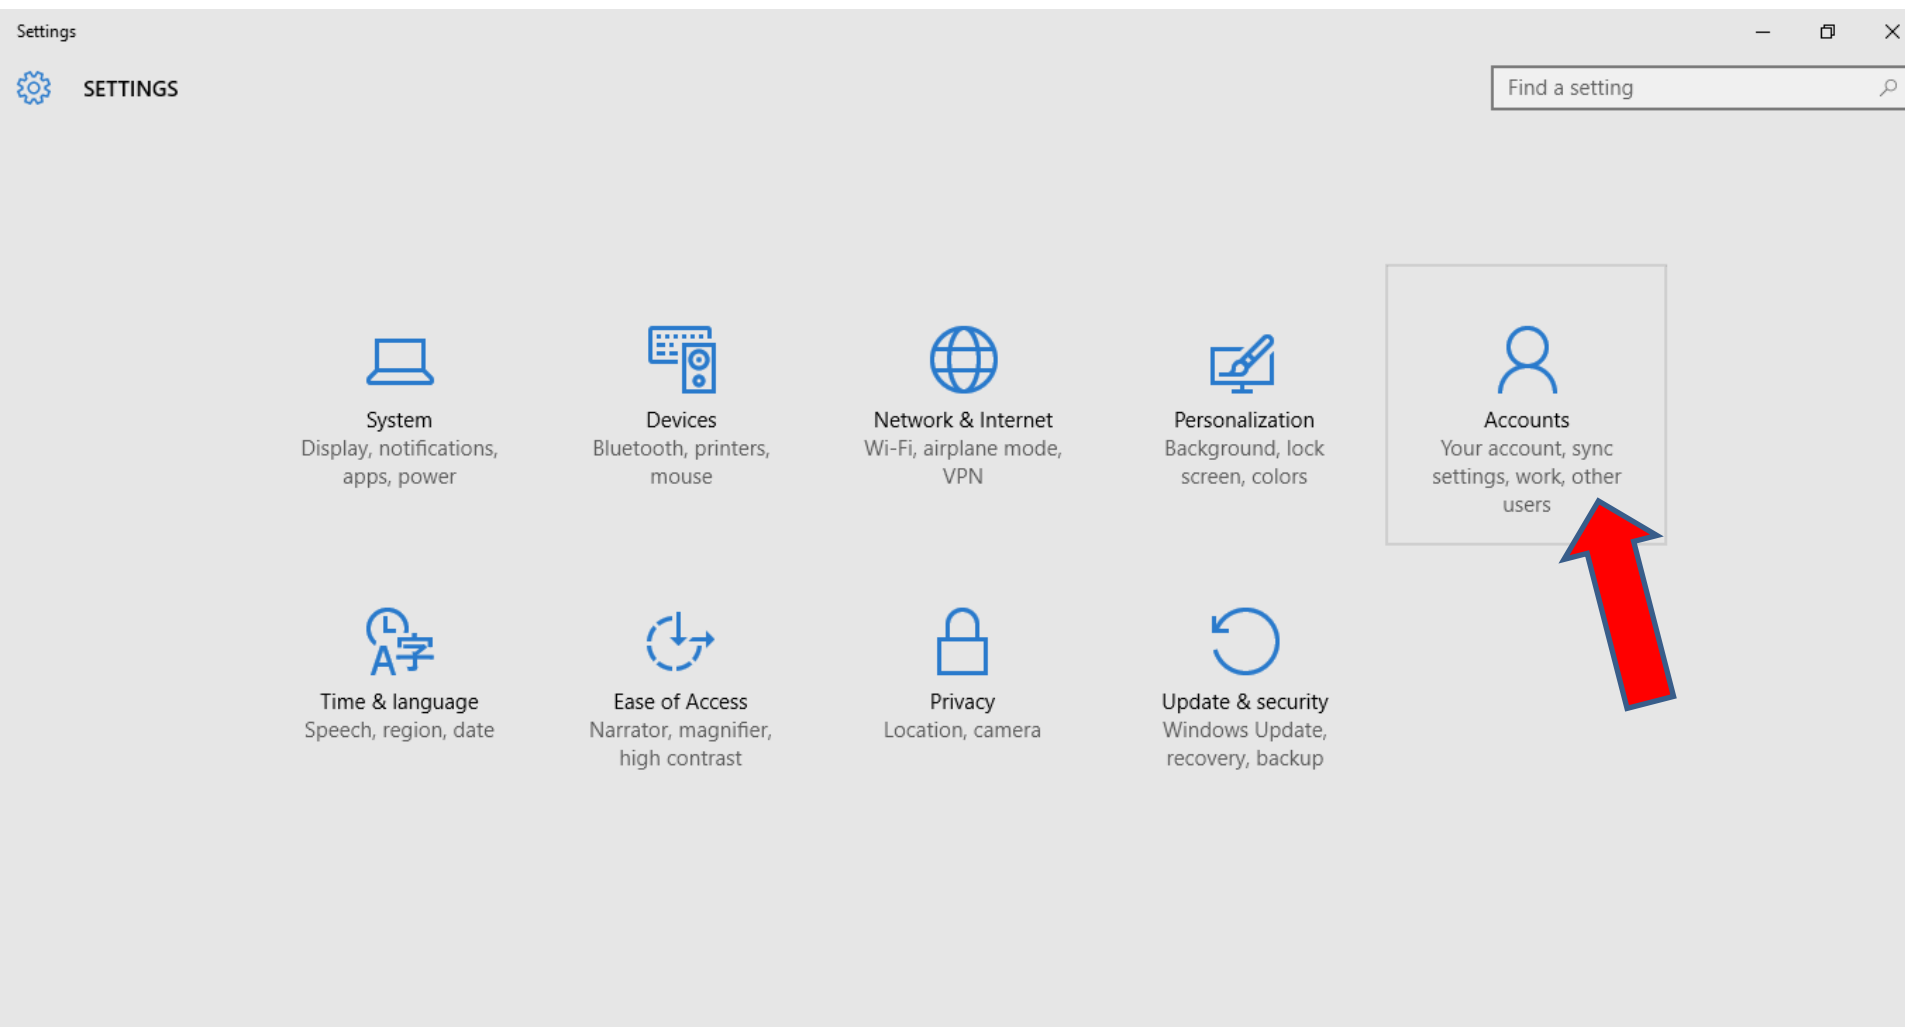 Settings
SETTINGS
Find a setting
System
Display, notifications,
apps, power
Devices
Bluetooth, printers,
mouse
Network & Internet
Wi-Fi, airplane mode,
VPN
Personalization
Background, lock
screen, colors
Accounts
Your account, sync
settings, work, other
users
A字
Time & language
Speech, region, date
Ease of Access
Narrator, magnifier,
high contrast
Privacy
Location, camera
Update & security
Windows Update,
recovery, backup